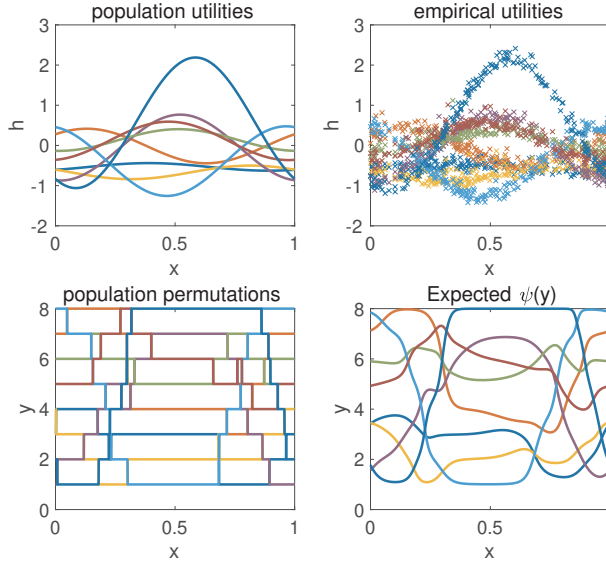 population utilities
3
2
1
0
-1
-2
h
0
0.5
1
x
empirical utilities
3
2
1
0
-1
-2
h
0
0.5
1
x
population permutations
8
6
4
2
0
y
0
0.5
1
x
Expected ψ(y)
8
6
4
2
0
y
0
0.5
1
x